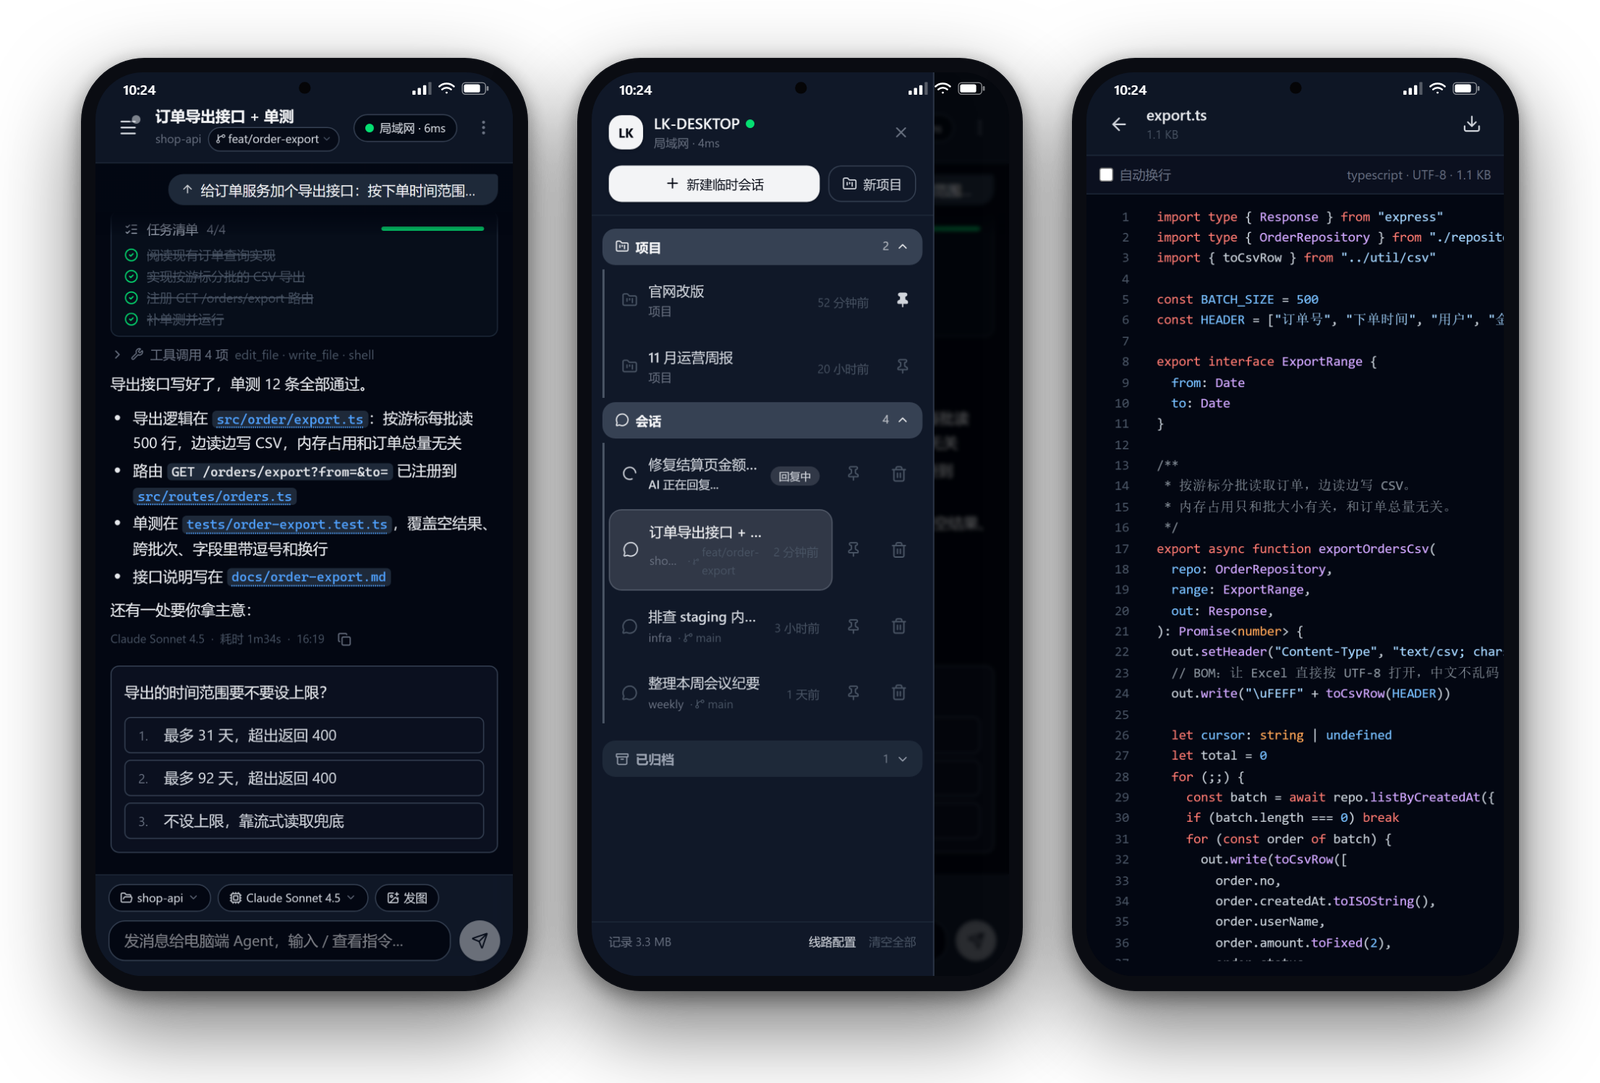 10:24
订单导出接口 + 单测
shop-api
feat/order-export
局域网 · 6ms
↑ 给订单服务加个导出接口：按下单时间范围...
任务清单 4/4
阅读现有订单查询实现
实现按游标分批的 CSV 导出
注册 GET /orders/export 路由
补单测并运行
工具调用 4 项 edit_file · write_file · shell
导出接口写好了，单测 12 条全部通过。
• 导出逻辑在 src/order/export.ts：按游标每批读
500 行，边读边写 CSV，内存占用和订单总量无关
• 路由 GET /orders/export?from=&to= 已注册到
src/routes/orders.ts
• 单测在 tests/order-export.test.ts，覆盖空结果、
跨批次、字段里带逗号和换行
• 接口说明写在 docs/order-export.md
还有一处要你拿主意：
Claude Sonnet 4.5 · 耗时 1m34s · 16:19
导出的时间范围要不要设上限？
1. 最多 31 天，超出返回 400
2. 最多 92 天，超出返回 400
3. 不设上限，靠流式读取兜底
shop-api
Claude Sonnet 4.5
发图
发消息给电脑端 Agent，输入 / 查看指令...
10:24
LK
LK-DESKTOP
局域网 · 4ms
+ 新建临时会话
新项目
项目 2
官网改版
项目
52 分钟前
11 月运营周报
项目
20 小时前
会话 4
修复结算页金额...
AI 正在回复...
回复中
订单导出接口 + ...
sho... · feat/order-export
2 分钟前
排查 staging 内...
infra · main
3 小时前
整理本周会议纪要
weekly · main
1 天前
已归档 1
记录 3.3 MB
线路配置
清空全部
10:24
export.ts
1.1 KB
自动换行
typescript · UTF-8 · 1.1 KB
1 import type { Response } from "express"
2 import type { OrderRepository } from "./reposit
3 import { toCsvRow } from "../util/csv"
4
5 const BATCH_SIZE = 500
6 const HEADER = ["订单号", "下单时间", "用户", "金
7
8 export interface ExportRange {
9 from: Date
10 to: Date
11 }
12
13 /**
14 * 按游标分批读取订单，边读边写 CSV。
15 * 内存占用只和批大小有关，和订单总量无关。
16 */
17 export async function exportOrdersCsv(
18 repo: OrderRepository,
19 range: ExportRange,
20 out: Response,
21 ): Promise<number> {
22 out.setHeader("Content-Type", "text/csv; char
23 // BOM: 让 Excel 直接按 UTF-8 打开，中文不乱码
24 out.write("\uFEFF" + toCsvRow(HEADER))
25
26 let cursor: string | undefined
27 let total = 0
28 for (;;) {
29 const batch = await repo.listByCreatedAt({
30 if (batch.length === 0) break
31 for (const order of batch) {
32 out.write(toCsvRow([
33 order.no,
34 order.createdAt.toISOString(),
35 order.userName,
36 order.amount.toFixed(2),